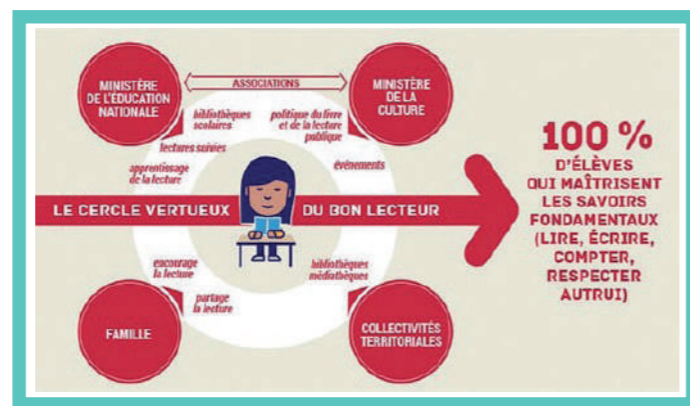 MINISTÈRE
DE L'ÉDUCATION
NATIONALE
ASSOCIATIONS
MINISTÈRE
DE LA
CULTURE
bibliothèques
scolaires
lectures suivies
apprentissage
de la lecture
politique du livre
et de la lecture
publique
événements
LE CERCLE VERTUEUX DU BON LECTEUR
encourage
la lecture
partage
la lecture
bibliothèques
médiathèques
FAMILLE
COLLECTIVITÉS
TERRITORIALES
100 %
D'ÉLÈVES
QUI MAÎTRISENT
LES SAVOIRS
FONDAMENTAUX
(LIRE, ÉCRIRE,
COMPTER,
RESPECTER
AUTRUI)